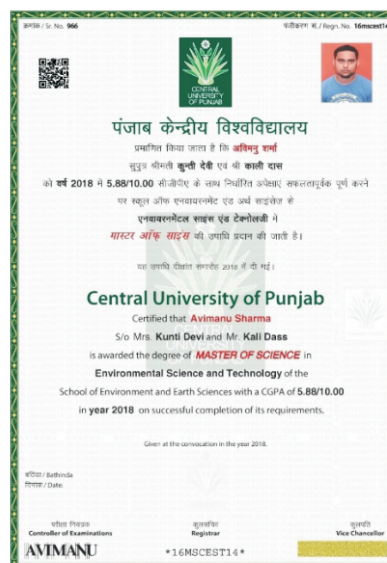 क्रमांक / Sr. No. 966
पंजीकरण सं./ Regn. No. 16mscest14
CENTRAL
UNIVERSITY
OF PUNJAB
पंजाब केन्द्रीय विश्वविद्यालय
प्रमाणित किया जाता है कि अविमनु शर्मा
सुपुत्र श्रीमती कुन्ती देवी एवं श्री काली दास
को वर्ष 2018 में 5.88/10.00 सीजीपीए के साथ निर्धारित अपेक्षाएं सफलतापूर्वक पूर्ण करने
पर स्कूल ऑफ एनवायरनमेंट एंड अर्थ साइंसेज से
एनवायरनमेंटल साइंस एंड टेक्नोलजी में
मास्टर ऑफ़ साइंस की उपाधि प्रदान की जाती है।
यह उपाधि दीक्षांत समारोह 2018 में दी गई।
Central University of Punjab
Certified that Avimanu Sharma
S/o Mrs. Kunti Devi and Mr. Kali Dass
is awarded the degree of MASTER OF SCIENCE in
Environmental Science and Technology of the
School of Environment and Earth Sciences with a CGPA of 5.88/10.00
in year 2018 on successful completion of its requirements.
Given at the convocation in the year 2018.
बठिंडा / Bathinda
दिनांक / Date:
परीक्षा नियंत्रक
Controller of Examinations
कुलसचिव
Registrar
कुलपति
Vice Chancellor
AVIMANU
*16MSCEST14*